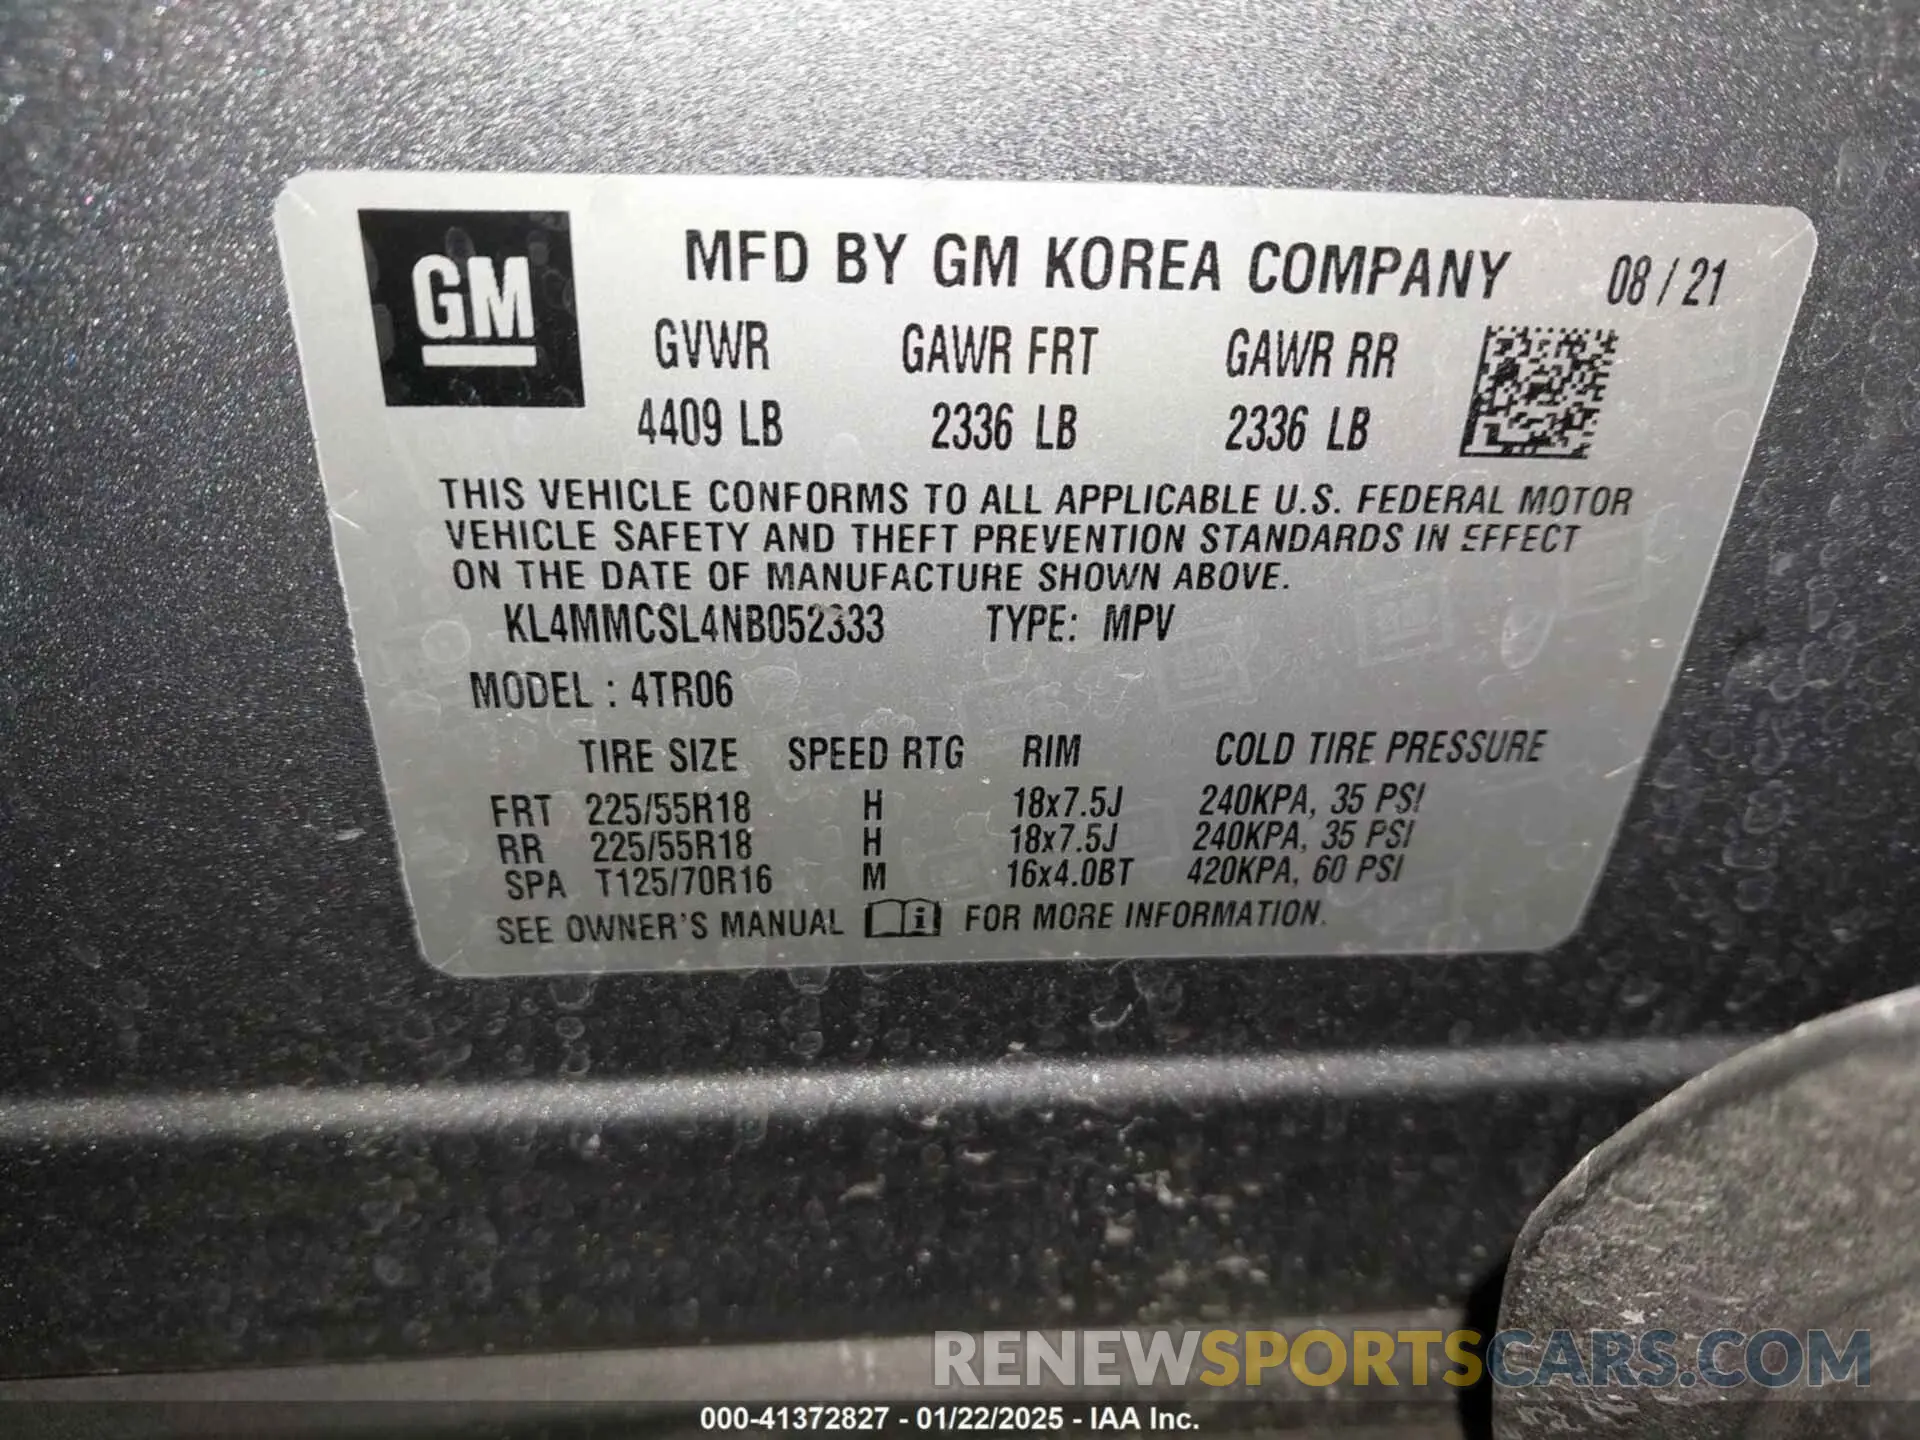 GM
MFD BY GM KOREA COMPANY 08 / 21
GVWR GAWR FRT GAWR RR
4409 LB 2336 LB 2336 LB
THIS VEHICLE CONFORMS TO ALL APPLICABLE U.S. FEDERAL MOTOR
VEHICLE SAFETY AND THEFT PREVENTION STANDARDS IN EFFECT
ON THE DATE OF MANUFACTURE SHOWN ABOVE.
KL4MMCSL4NB052333 TYPE: MPV
MODEL : 4TR06
TIRE SIZE SPEED RTG RIM COLD TIRE PRESSURE
FRT 225/55R18 H 18x7.5J 240KPA, 35 PSI
RR 225/55R18 H 18x7.5J 240KPA, 35 PSI
SPA T125/70R16 M 16x4.0BT 420KPA, 60 PSI
SEE OWNER'S MANUAL i FOR MORE INFORMATION.
RENEWSPORTSCARS.COM
000-41372827 - 01/22/2025 - IAA Inc.